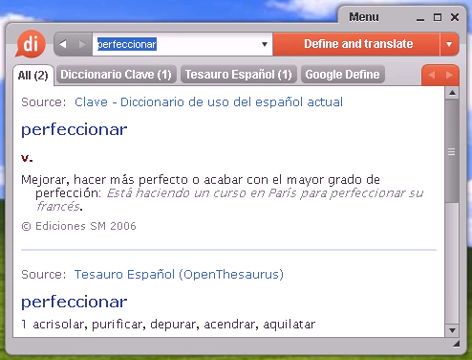 Menu
di
perfeccionar
Define and translate
All (2)
Diccionario Clave (1)
Tesauro Español (1)
Google Define
Source: Clave - Diccionario de uso del español actual
perfeccionar
v.
Mejorar, hacer más perfecto o acabar con el mayor grado de
perfección: Está haciendo un curso en París para perfeccionar su
francés.
© Ediciones SM 2006
Source: Tesauro Español (OpenThesaurus)
perfeccionar
1 acrisolar, purificar, depurar, acendrar, aquilatar